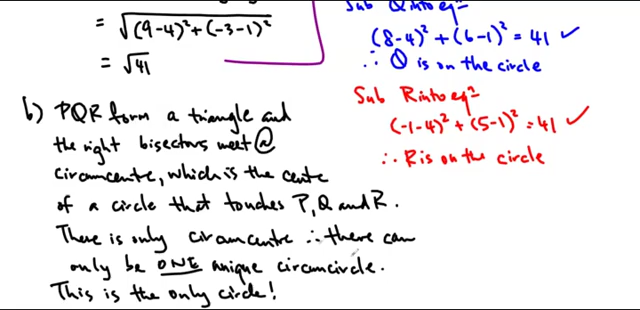 = √(9-4)² + (-3-1)²
= √41
b) PQR form a triangle and
the right bisectors meet @
circumcentre, which is the centre
of a circle that touches P, Q and R.
There is only circumcentre ∴ there can
only be ONE unique circumcircle.
This is the only circle!
Sub Q into eqⁿ
(8-4)² + (6-1)² = 41 ✓
∴ Q is on the circle
Sub R into eqⁿ
(-1-4)² + (5-1)² = 41 ✓
∴ R is on the circle